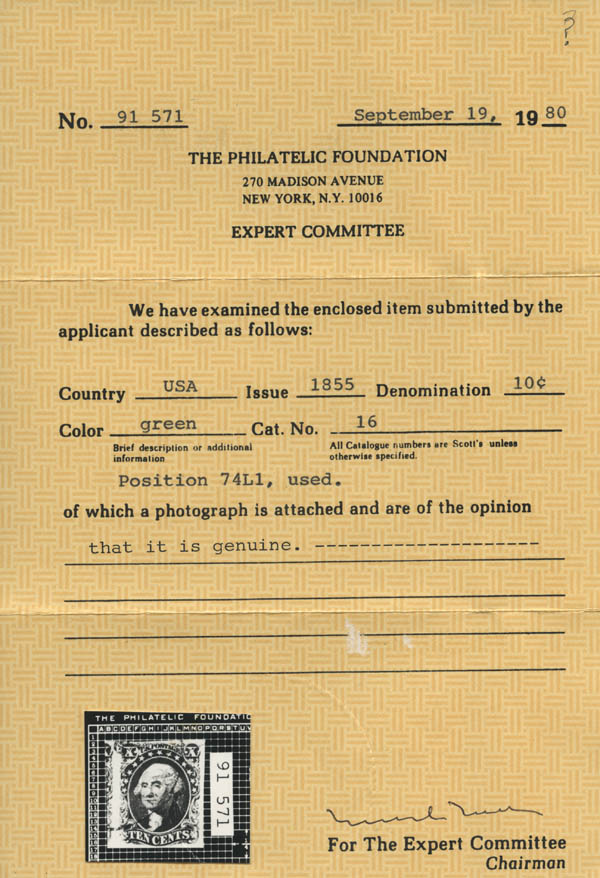 ?
No. 91 571 September 19, 19 80
THE PHILATELIC FOUNDATION
270 MADISON AVENUE
NEW YORK, N.Y. 10016
EXPERT COMMITTEE
We have examined the enclosed item submitted by the
applicant described as follows:
Country USA Issue 1855 Denomination 10¢
Color green Cat. No. 16
Brief description or additional information
All Catalogue numbers are Scott's unless otherwise specified.
Position 74L1, used.
of which a photograph is attached and are of the opinion
that it is genuine. --------------------
THE PHILATELIC FOUNDATIO
ABCDEFGHIJKLMNOPQRSTUV
X X
TEN CENTS
91 571
For The Expert Committee
Chairman